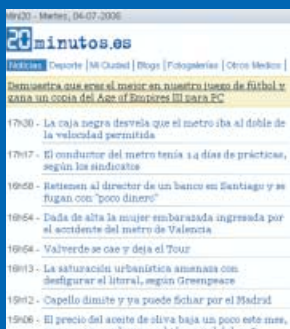 Mini20 - Martes, 04-07-2006
20minutos.es
Noticias Deporte | Mi Ciudad | Blogs | Fotogalerías | Otros Medios |
Demuestra que eres el mejor en nuestro juego de fútbol y
gana un copia del Age of Empires III para PC
17h30 - La caja negra desvela que el metro iba al doble de
la velocidad permitida
17h17 - El conductor del metro tenía 14 días de prácticas,
según los sindicatos
16h58 - Retienen al director de un banco en Santiago y se
fugan con "poco dinero"
16h54 - Dada de alta la mujer embarazada ingresada por
el accidente del metro de Valencia
16h54 - Valverde se cae y deja el Tour
16h13 - La saturación urbanística amenaza con
desfigurar el litoral, según Greenpeace
15h12 - Capello dimite y ya puede fichar por el Madrid
15h06 - El precio del aceite de oliva baja un poco este mes,